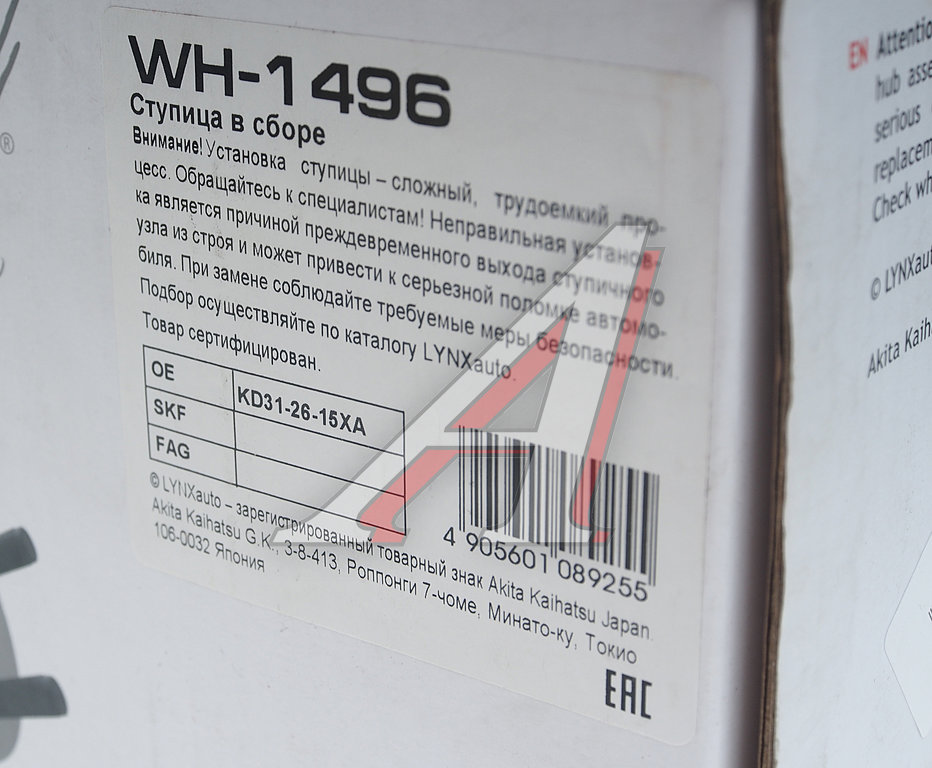 WH-1496
Ступица в сборе
Внимание! Установка ступицы – сложный, трудоемкий про-
цесс. Обращайтесь к специалистам! Неправильная установ-
ка является причиной преждевременного выхода ступичного
узла из строя и может привести к серьезной поломке автомо-
биля. При замене соблюдайте требуемые меры безопасности.
Подбор осуществляйте по каталогу LYNXauto.
Товар сертифицирован.
OE KD31-26-15XA
SKF
FAG
4 905601 089255
© LYNXauto – зарегистрированный товарный знак Akita Kaihatsu Japan.
Akita Kaihatsu G.K., 3-8-413, Роппонги 7-чоме, Минато-ку, Токио
106-0032 Япония
EAC
®
EN Attentio
hub asse
serious
replacem
Check wh
© LYNXaut
Akita Kaih